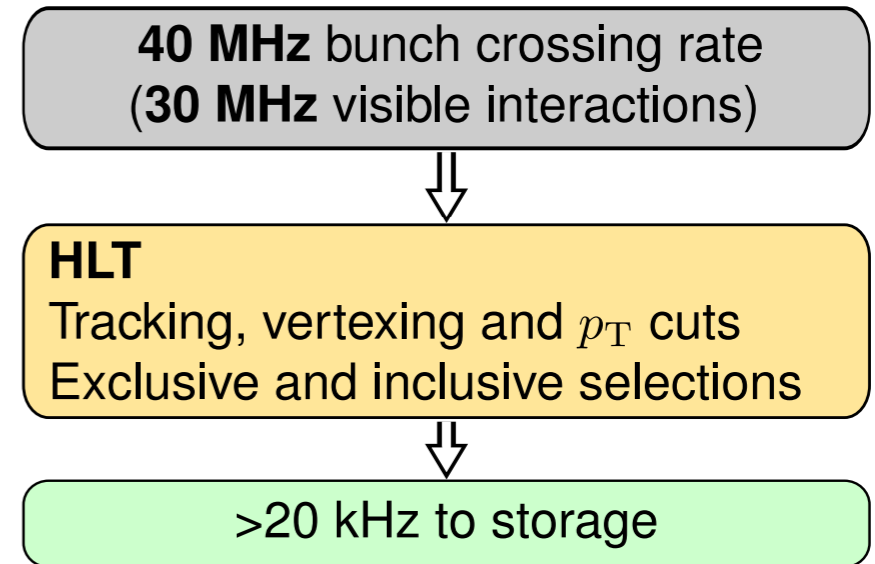 40 MHz bunch crossing rate
(30 MHz visible interactions)
HLT
Tracking, vertexing and pT cuts
Exclusive and inclusive selections
>20 kHz to storage